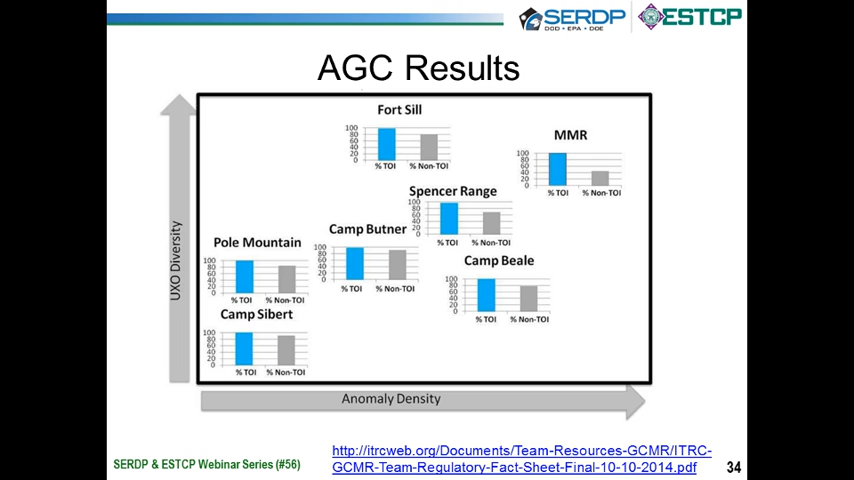 SERDP
DOD • EPA • DOE
ESTCP
AGC Results
Fort Sill
100
80
60
40
20
0
% TOI % Non-TOI
MMR
100
80
60
40
20
0
% TOI % Non-TOI
Spencer Range
100
80
60
40
20
0
% TOI % Non-TOI
Camp Butner
100
80
60
40
20
0
% TOI % Non-TOI
Pole Mountain
100
80
60
40
20
0
% TOI % Non-TOI
Camp Beale
100
80
60
40
20
0
% TOI % Non-TOI
Camp Sibert
100
80
60
40
20
0
% TOI % Non-TOI
UXO Diversity
Anomaly Density
SERDP & ESTCP Webinar Series (#56)
http://itrcweb.org/Documents/Team-Resources-GCMR/ITRC-
GCMR-Team-Regulatory-Fact-Sheet-Final-10-10-2014.pdf
34